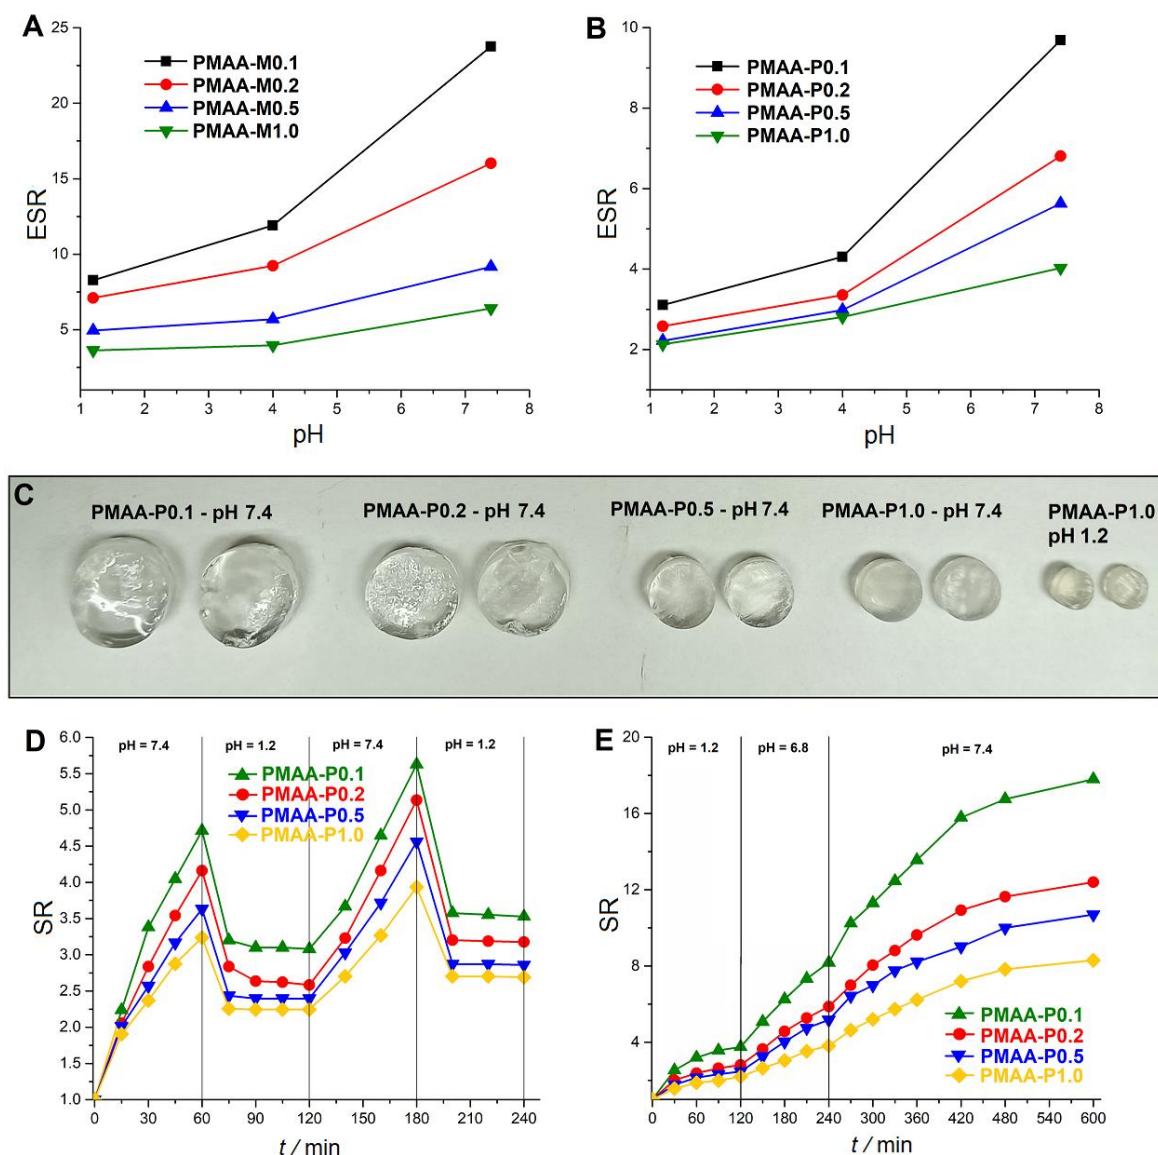 A
25
20
15
10
5
ESR
PMAA-M0.1
PMAA-M0.2
PMAA-M0.5
PMAA-M1.0
1 2 3 4 5 6 7 8
pH
B
10
8
6
4
2
ESR
PMAA-P0.1
PMAA-P0.2
PMAA-P0.5
PMAA-P1.0
1 2 3 4 5 6 7 8
pH
C
PMAA-P0.1 - pH 7.4
PMAA-P0.2 - pH 7.4
PMAA-P0.5 - pH 7.4
PMAA-P1.0 - pH 7.4
PMAA-P1.0
pH 1.2
D
6.0
5.5
5.0
4.5
4.0
3.5
3.0
2.5
2.0
1.5
1.0
SR
pH = 7.4
pH = 1.2
pH = 7.4
pH = 1.2
PMAA-P0.1
PMAA-P0.2
PMAA-P0.5
PMAA-P1.0
0 30 60 90 120 150 180 210 240
t / min
E
20
16
12
8
4
SR
pH = 1.2
pH = 6.8
pH = 7.4
PMAA-P0.1
PMAA-P0.2
PMAA-P0.5
PMAA-P1.0
0 60 120 180 240 300 360 420 480 540 600
t / min